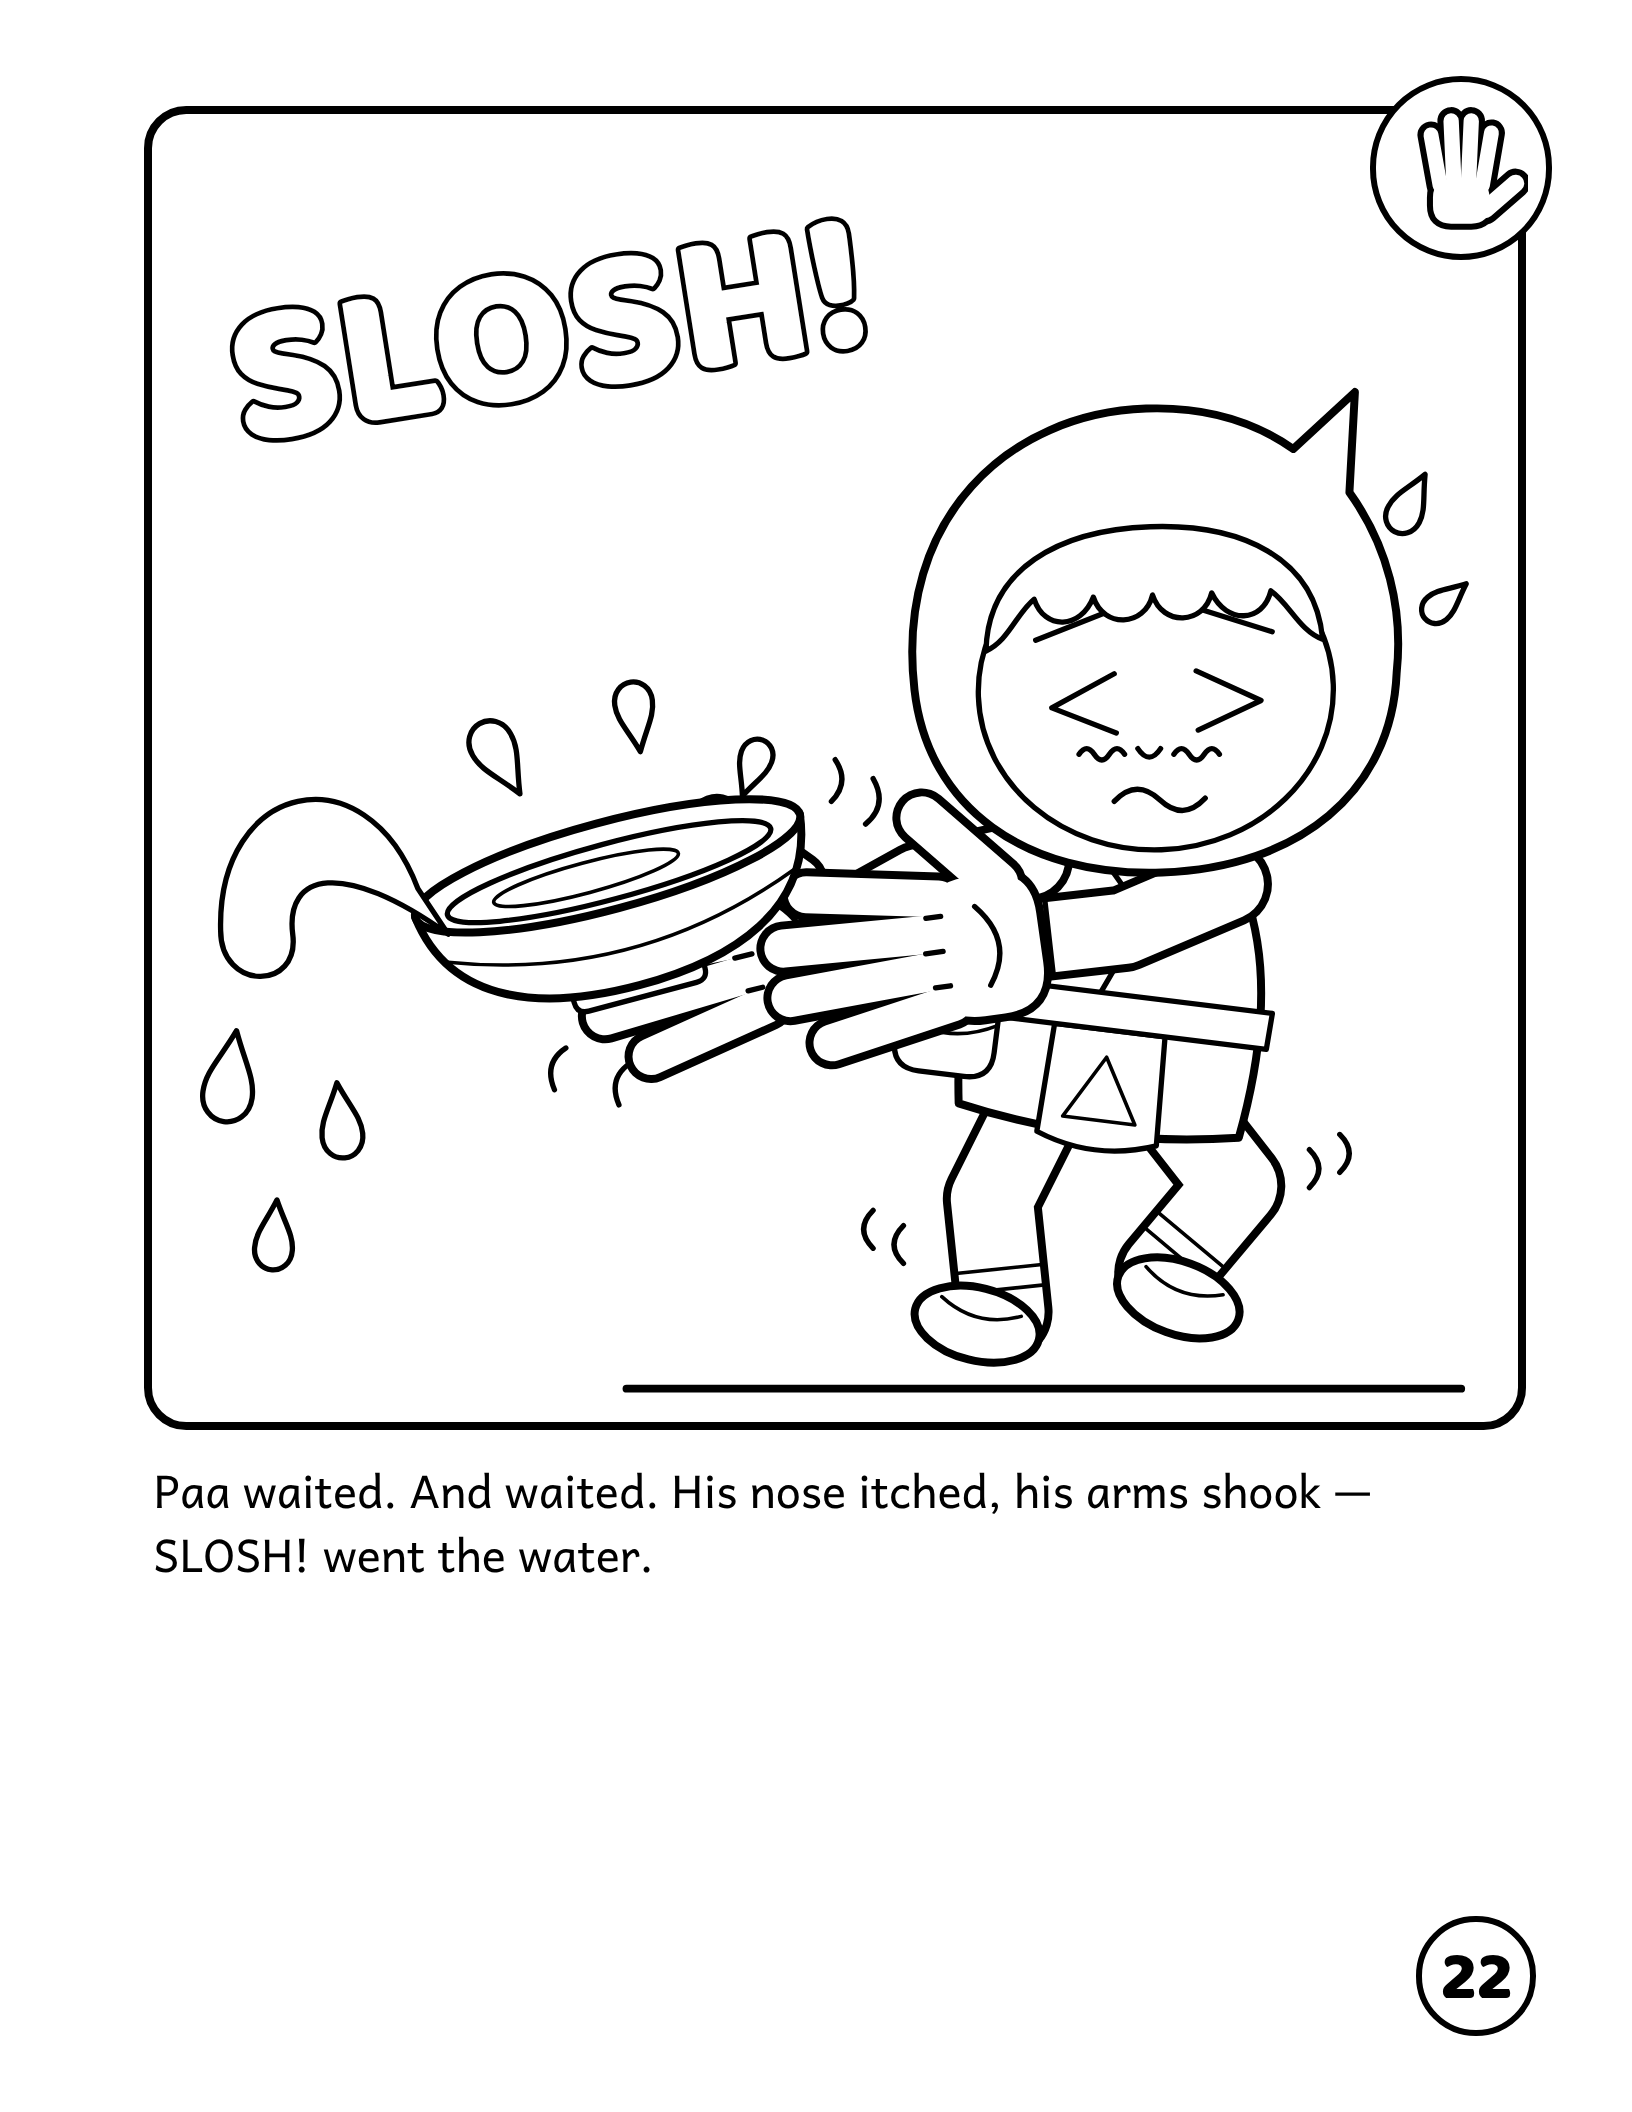 SLOSH!
Paa waited. And waited. His nose itched, his arms shook —
SLOSH! went the water.
22